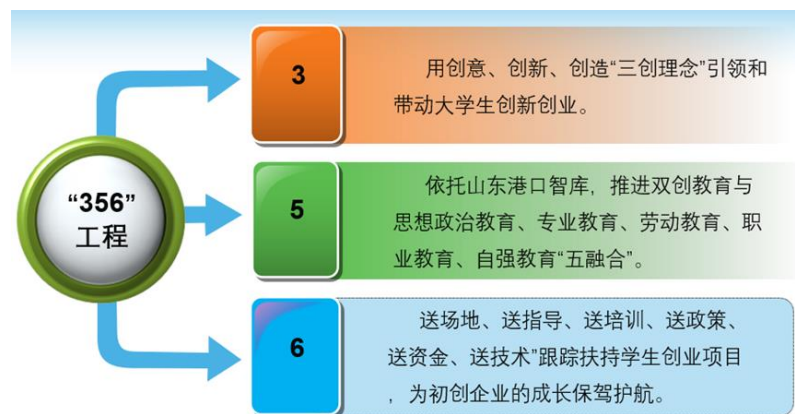 “356”
工程
3
用创意、创新、创造“三创理念”引领和
带动大学生创新创业。
5
依托山东港口智库，推进双创教育与
思想政治教育、专业教育、劳动教育、职
业教育、自强教育“五融合”。
6
送场地、送指导、送培训、送政策、
送资金、送技术”跟踪扶持学生创业项目
，为初创企业的成长保驾护航。